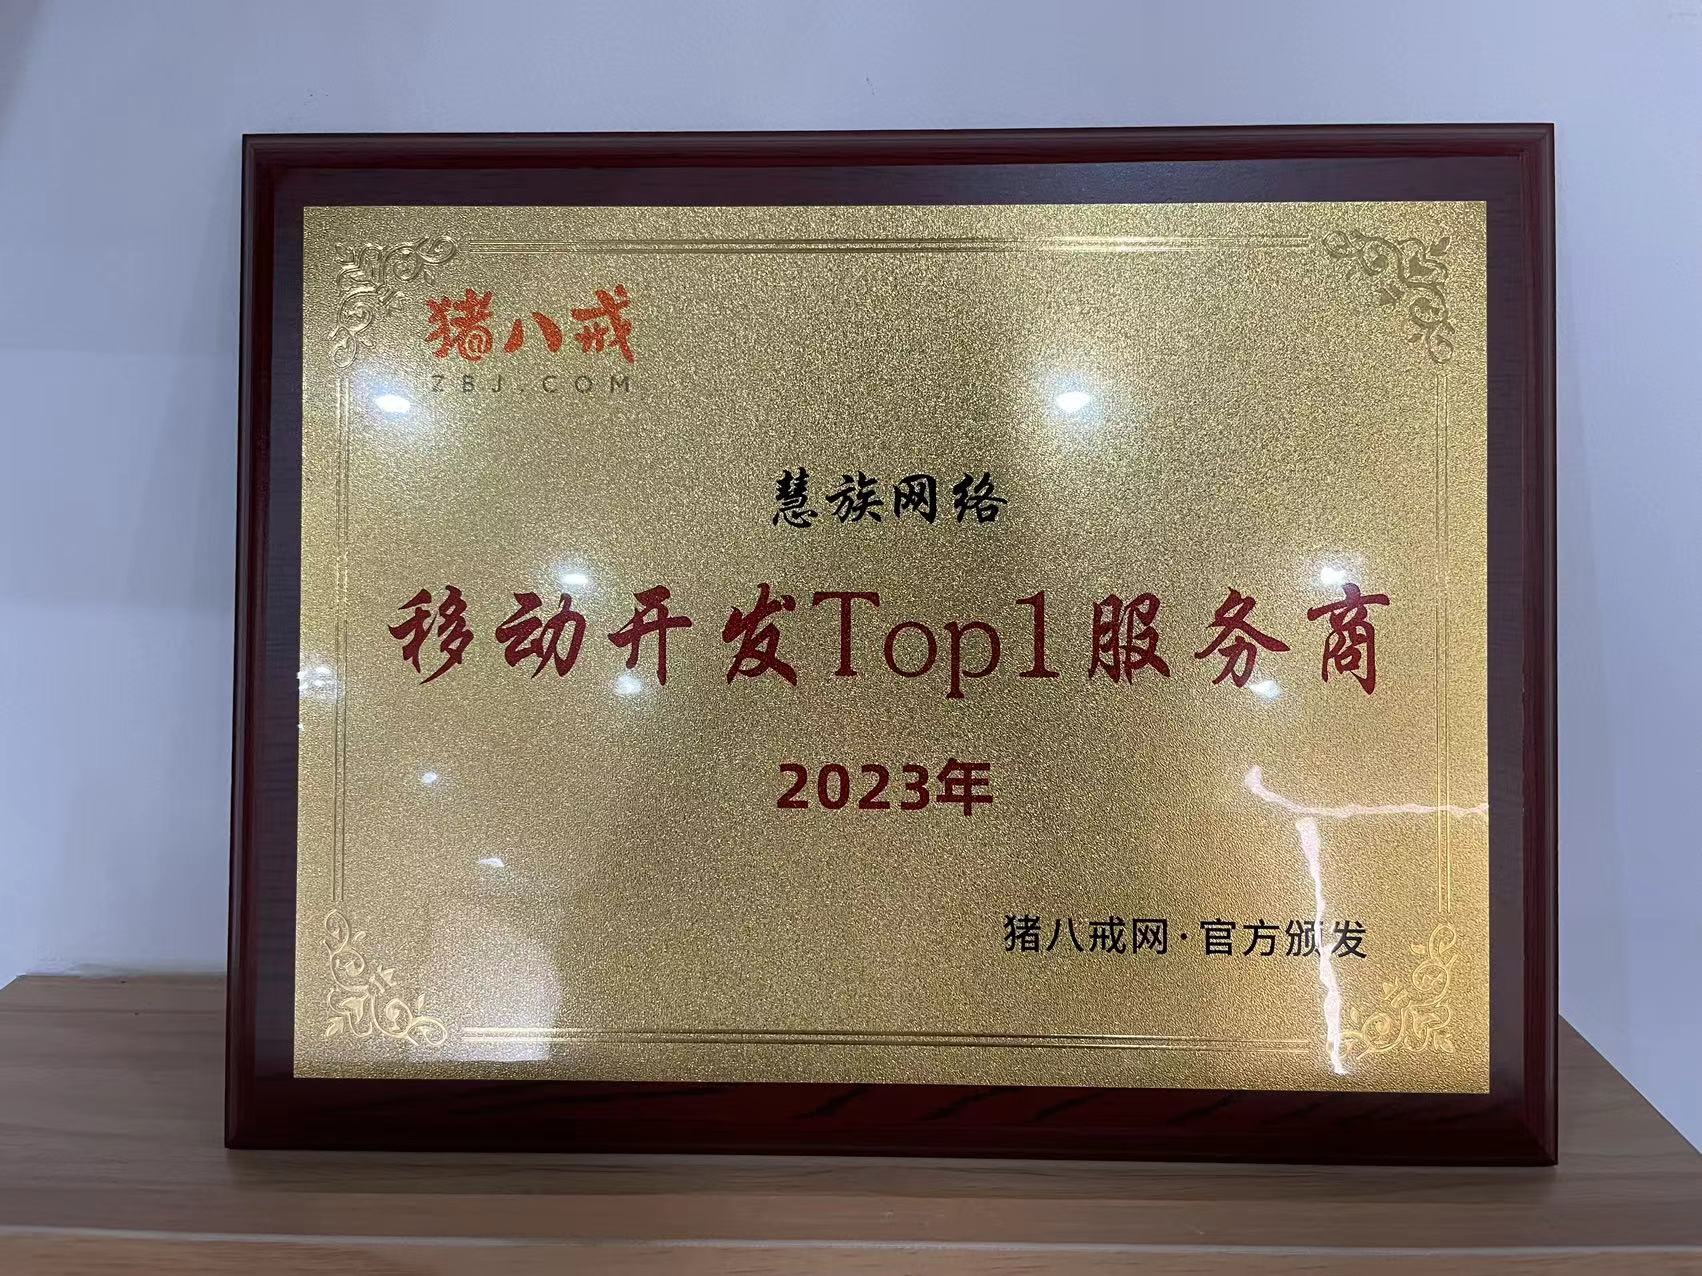 猪八戒
ZBJ.COM
慧族网络
移动开发Top1服务商
2023年
猪八戒网·官方颁发